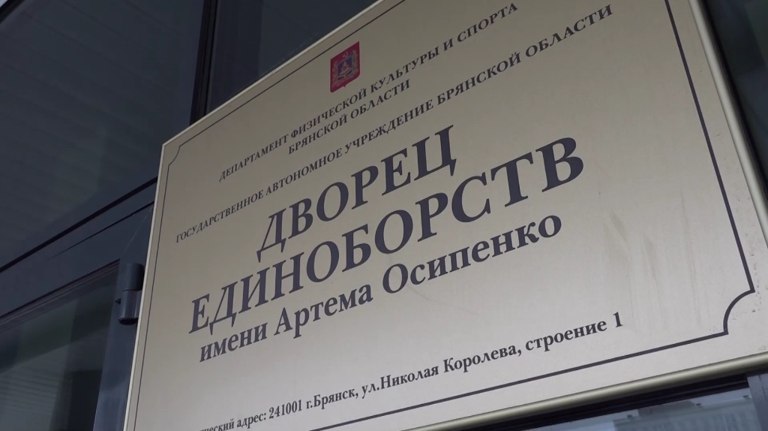 ДЕПАРТАМЕНТ ФИЗИЧЕСКОЙ КУЛЬТУРЫ И СПОРТА
БРЯНСКОЙ ОБЛАСТИ
ГОСУДАРСТВЕННОЕ АВТОНОМНОЕ УЧРЕЖДЕНИЕ БРЯНСКОЙ ОБЛАСТИ
ДВОРЕЦ
ЕДИНОБОРСТВ
имени Артема Осипенко
адрес: 241001 г.Брянск, ул.Николая Королева, строение 1